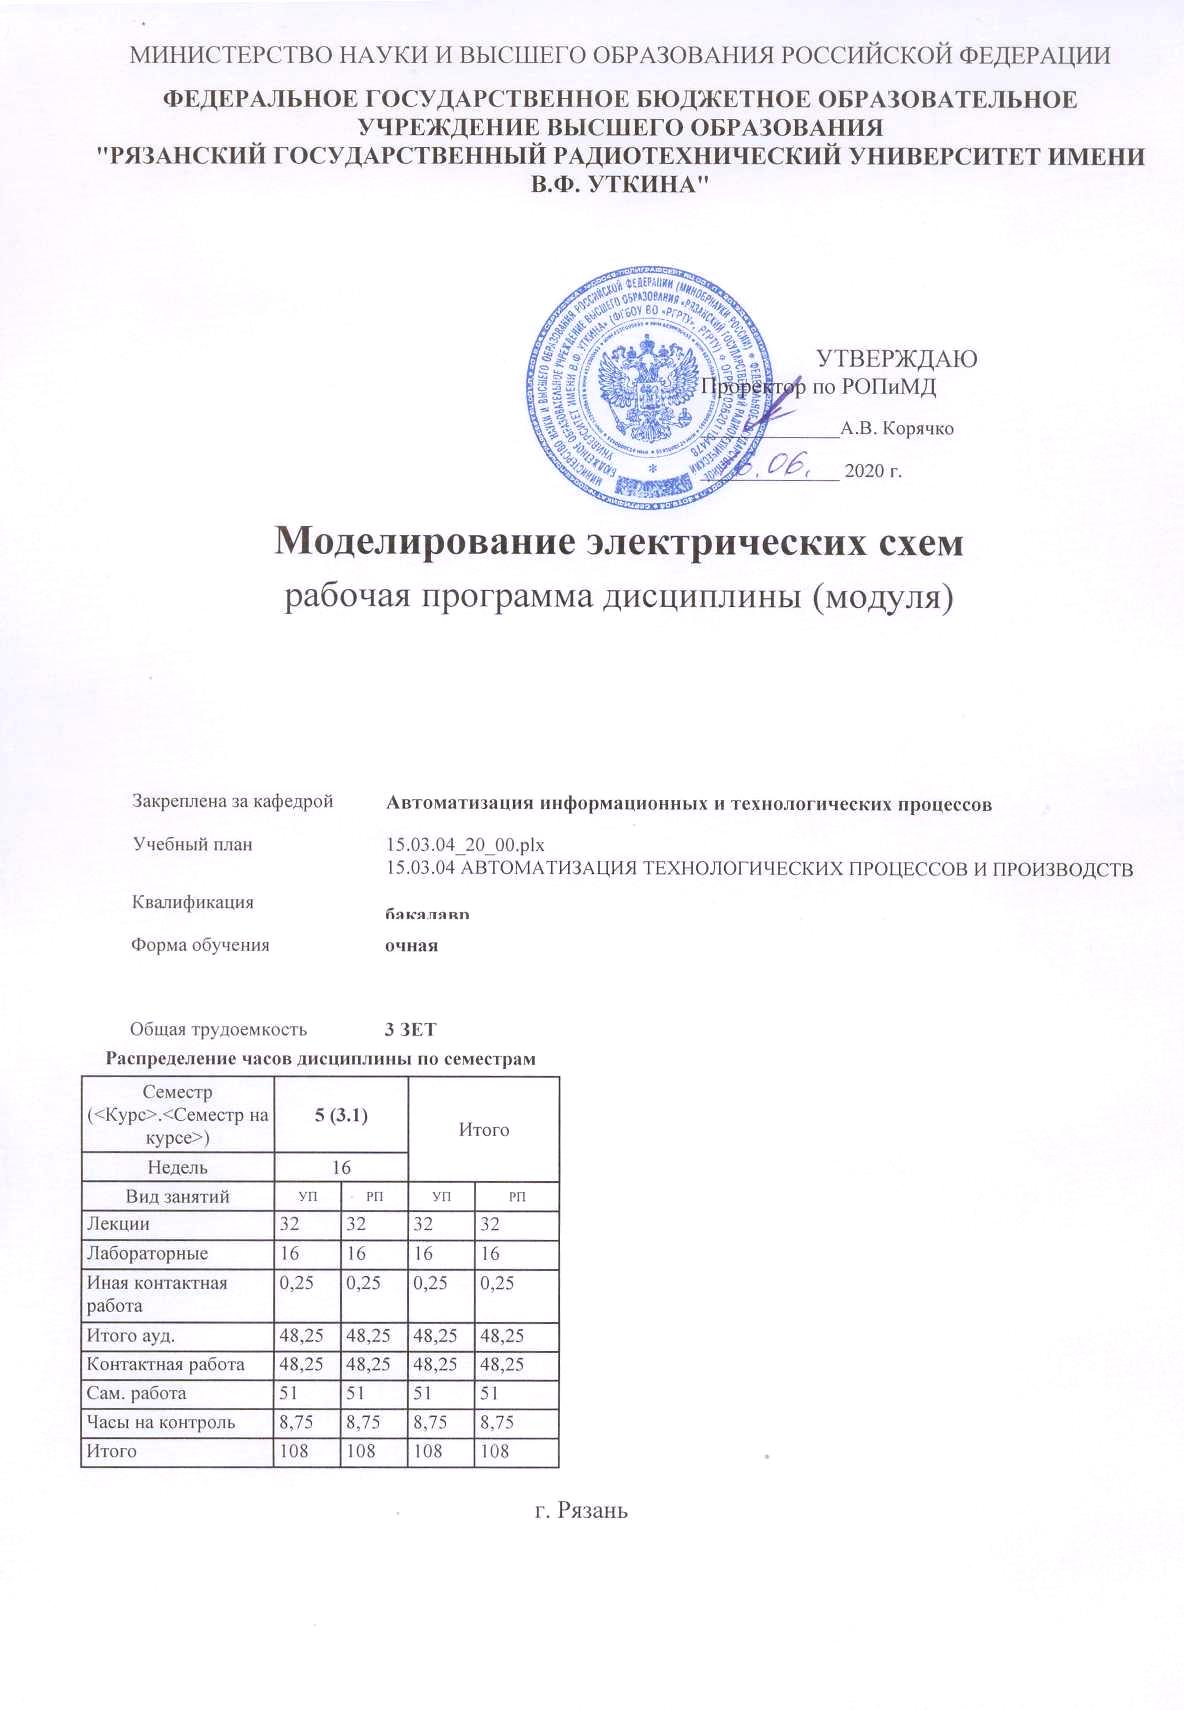 МИНИСТЕРСТВО НАУКИ И ВЫСШЕГО ОБРАЗОВАНИЯ РОССИЙСКОЙ ФЕДЕРАЦИИ
ФЕДЕРАЛЬНОЕ ГОСУДАРСТВЕННОЕ БЮДЖЕТНОЕ ОБРАЗОВАТЕЛЬНОЕ
УЧРЕЖДЕНИЕ ВЫСШЕГО ОБРАЗОВАНИЯ
"РЯЗАНСКИЙ ГОСУДАРСТВЕННЫЙ РАДИОТЕХНИЧЕСКИЙ УНИВЕРСИТЕТ ИМЕНИ
В.Ф. УТКИНА"
УТВЕРЖДАЮ
Проректор по РОПиМД
А.В. Корячко
06. 2020 г.
Моделирование электрических схем
рабочая программа дисциплины (модуля)
Закреплена за кафедрой Автоматизация информационных и технологических процессов
Учебный план 15.03.04_20_00.plx
15.03.04 АВТОМАТИЗАЦИЯ ТЕХНОЛОГИЧЕСКИХ ПРОЦЕССОВ И ПРОИЗВОДСТВ
Квалификация бакалавр
Форма обучения очная
Общая трудоемкость 3 ЗЕТ
Распределение часов дисциплины по семестрам
Семестр
(<Курс>.<Семестр на
курсе>)
5 (3.1)
Итого
Недель 16
Вид занятий УП РП УП РП
Лекции 32 32 32 32
Лабораторные 16 16 16 16
Иная контактная
работа
0,25 0,25 0,25 0,25
Итого ауд. 48,25 48,25 48,25 48,25
Контактная работа 48,25 48,25 48,25 48,25
Сам. работа 51 51 51 51
Часы на контроль 8,75 8,75 8,75 8,75
Итого 108 108 108 108
г. Рязань